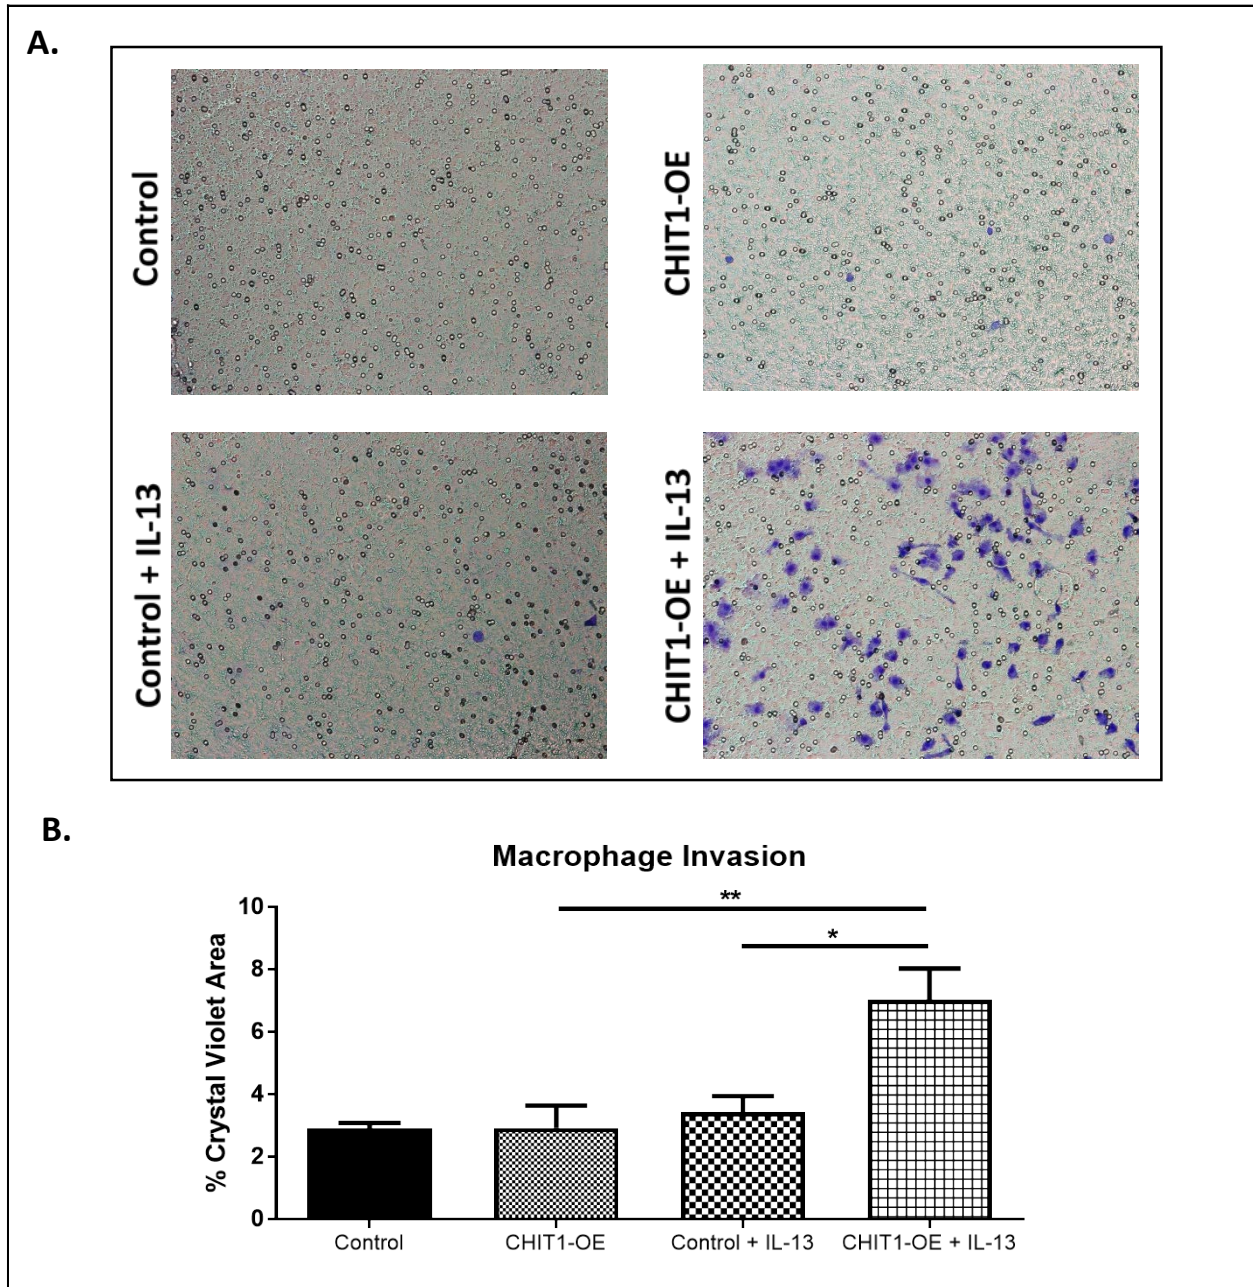 A.
Control
CHIT1-OE
Control + IL-13
CHIT1-OE + IL-13
B.
Macrophage Invasion
**
*
% Crystal Violet Area
10
8
6
4
2
0
Control
CHIT1-OE
Control + IL-13
CHIT1-OE + IL-13